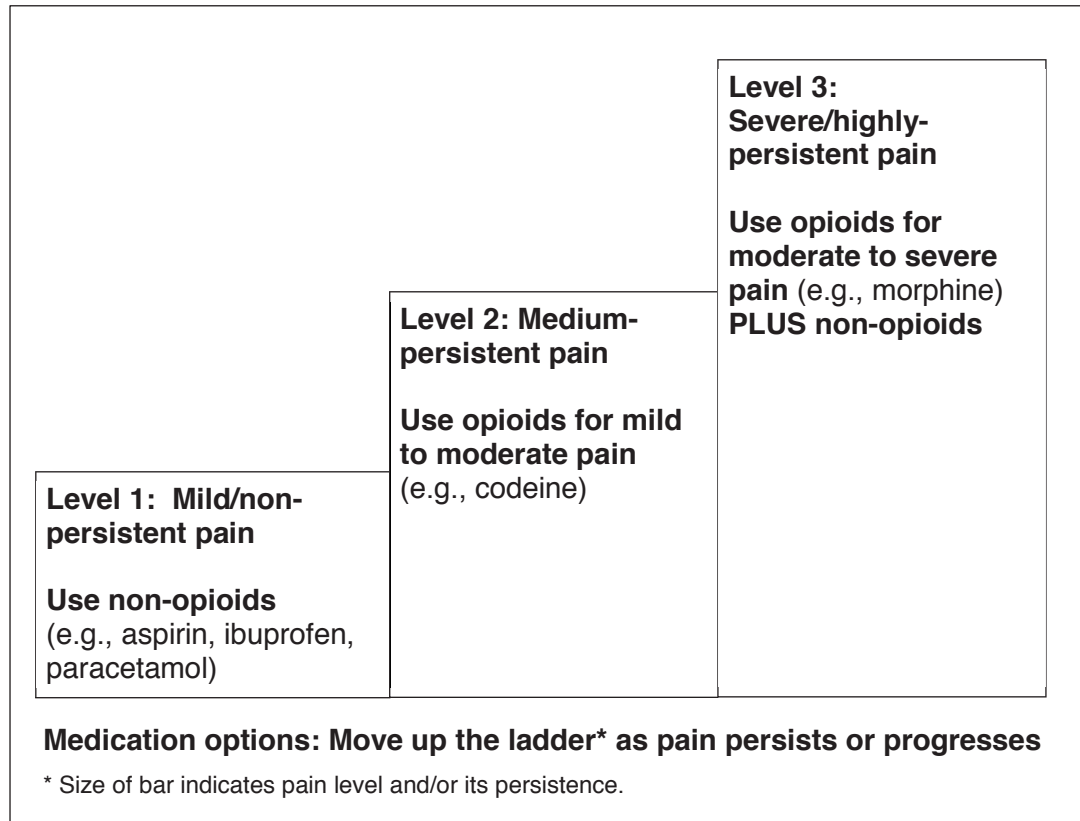 Level 3:
Severe/highly-
persistent pain
Use opioids for
moderate to severe
pain (e.g., morphine)
PLUS non-opioids
Level 2: Medium-
persistent pain
Use opioids for mild
to moderate pain
(e.g., codeine)
Level 1:  Mild/non-
persistent pain
Use non-opioids
(e.g., aspirin, ibuprofen,
paracetamol)
Medication options: Move up the ladder* as pain persists or progresses
* Size of bar indicates pain level and/or its persistence.